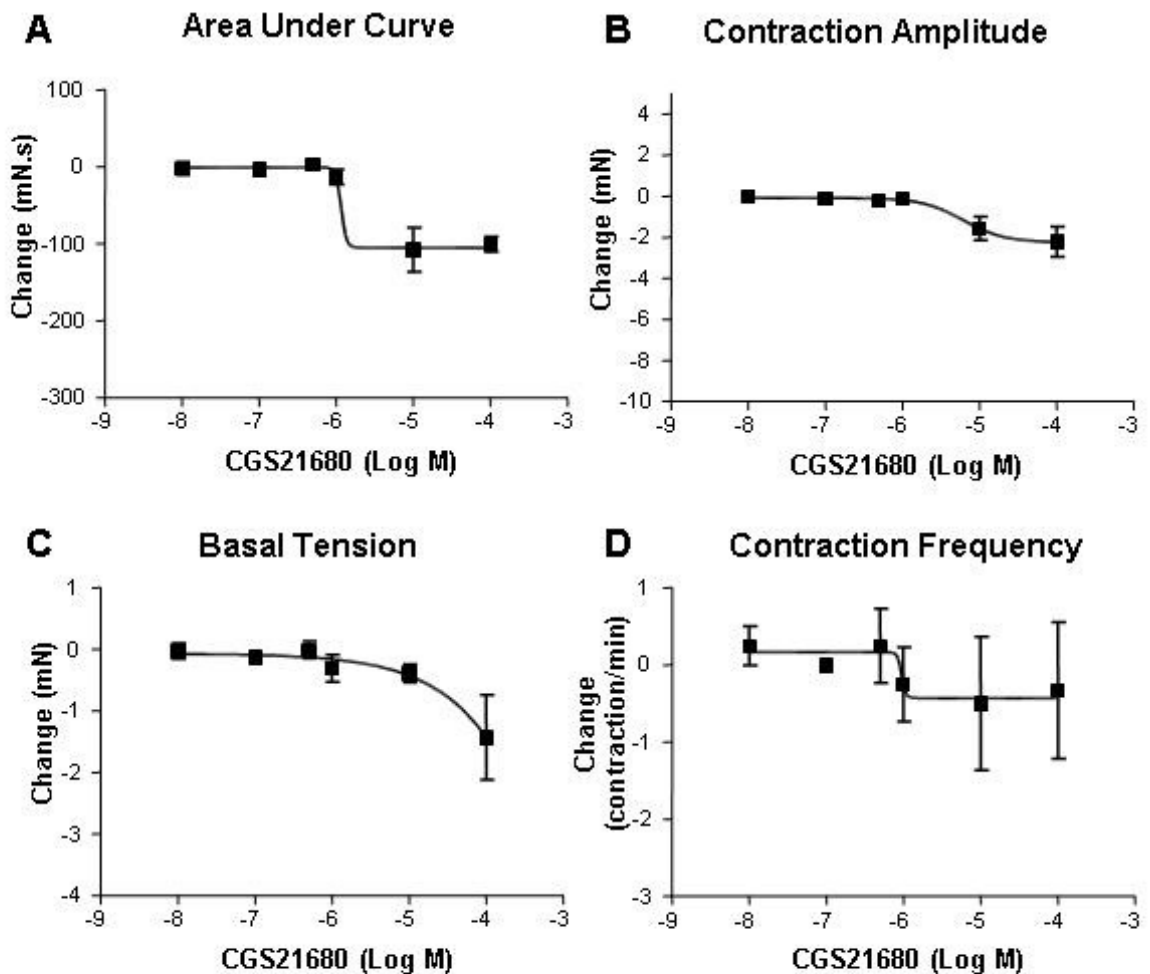 A
Area Under Curve
100
0
-100
-200
-300
Change (mN.s)
-9 -8 -7 -6 -5 -4 -3
CGS21680 (Log M)
B
Contraction Amplitude
4
2
0
-2
-4
-6
-8
-10
Change (mN)
-9 -8 -7 -6 -5 -4 -3
CGS21680 (Log M)
C
Basal Tension
1
0
-1
-2
-3
-4
Change (mN)
-9 -8 -7 -6 -5 -4 -3
CGS21680 (Log M)
D
Contraction Frequency
1
0
-1
-2
-3
Change
(contraction/min)
-9 -8 -7 -6 -5 -4 -3
CGS21680 (Log M)